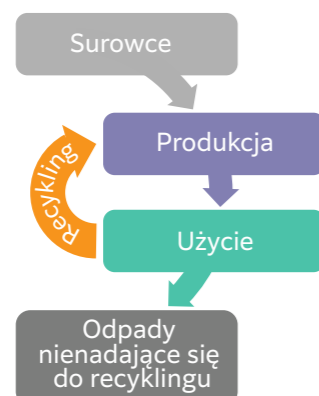 Surowce
Produkcja
Recykling
Użycie
Odpady
nienadające się
do recyklingu